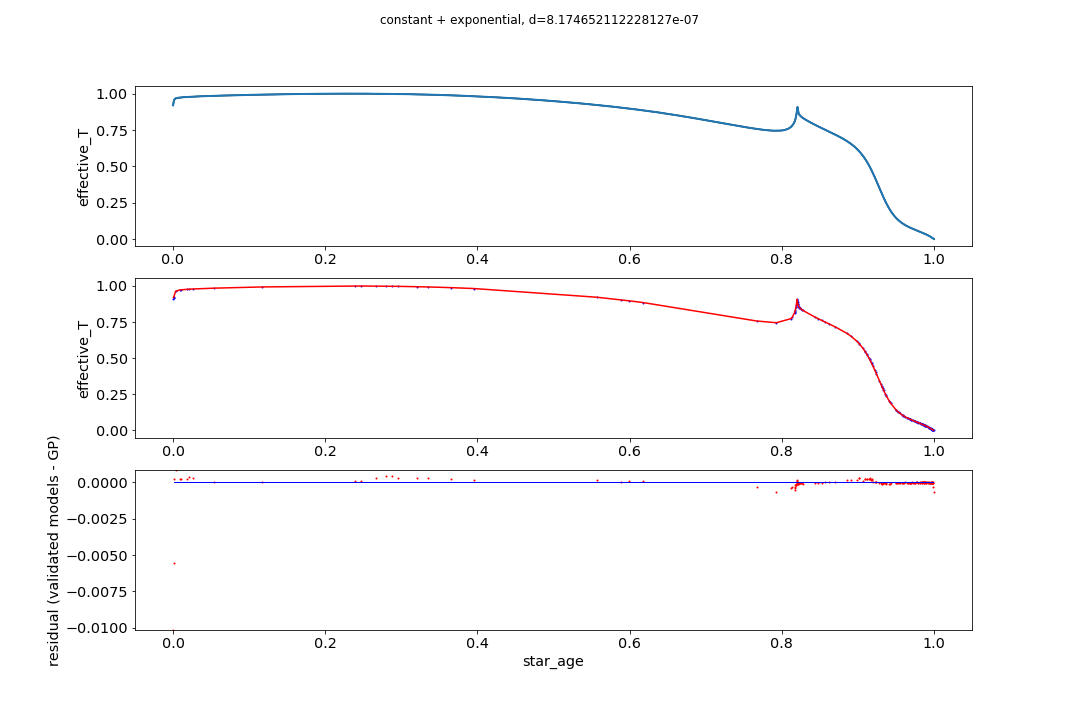 constant + exponential, d=8.174652112228127e-07
1.00
0.75
0.50
0.25
0.00
effective_T
0.0 0.2 0.4 0.6 0.8 1.0
1.00
0.75
0.50
0.25
0.00
effective_T
0.0 0.2 0.4 0.6 0.8 1.0
0.0000
−0.0025
−0.0050
−0.0075
−0.0100
residual (validated models - GP)
0.0 0.2 0.4 0.6 0.8 1.0
star_age